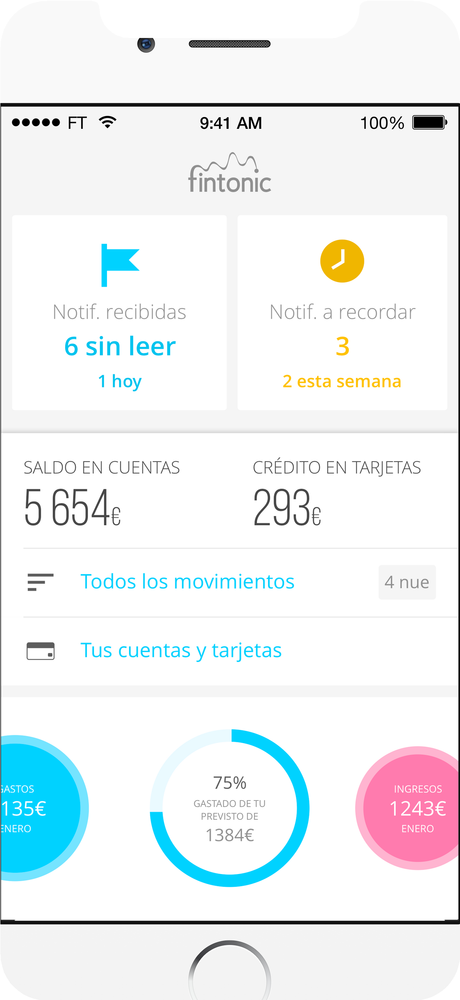 FT 9:41 AM 100%
fintonic
Notif. recibidas
6 sin leer
1 hoy
Notif. a recordar
3
2 esta semana
SALDO EN CUENTAS
5 654€
CRÉDITO EN TARJETAS
293€
Todos los movimientos
4 nue
Tus cuentas y tarjetas
GASTOS
135€
ENERO
75%
GASTADO DE TU
PREVISTO DE
1384€
INGRESOS
1243€
ENERO